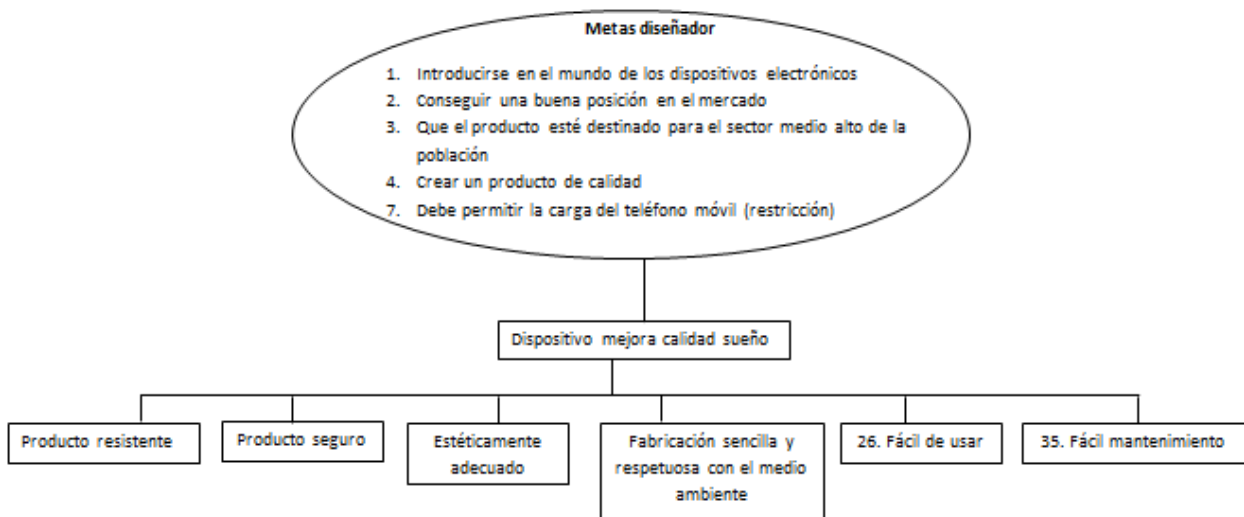 Metas diseñador
1. Introducirse en el mundo de los dispositivos electrónicos
2. Conseguir una buena posición en el mercado
3. Que el producto esté destinado para el sector medio alto de la
población
4. Crear un producto de calidad
7. Debe permitir la carga del teléfono móvil (restricción)
Dispositivo mejora calidad sueño
Producto resistente
Producto seguro
Estéticamente
adecuado
Fabricación sencilla y
respetuosa con el medio
ambiente
26. Fácil de usar
35. Fácil mantenimiento